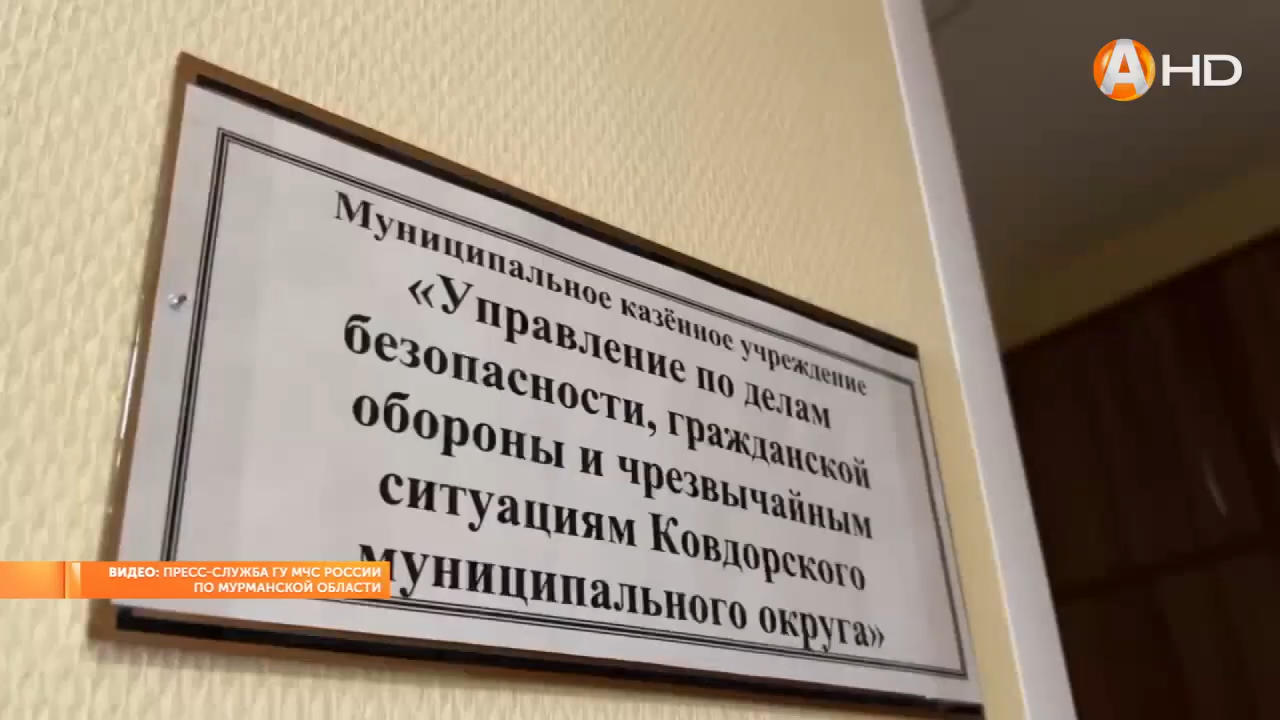 А HD
Муниципальное казённое учреждение
«Управление по делам
безопасности, гражданской
обороны и чрезвычайным
ситуациям Ковдорского
муниципального округа»
ВИДЕО: ПРЕСС-СЛУЖБА ГУ МЧС РОССИИ
ПО МУРМАНСКОЙ ОБЛАСТИ